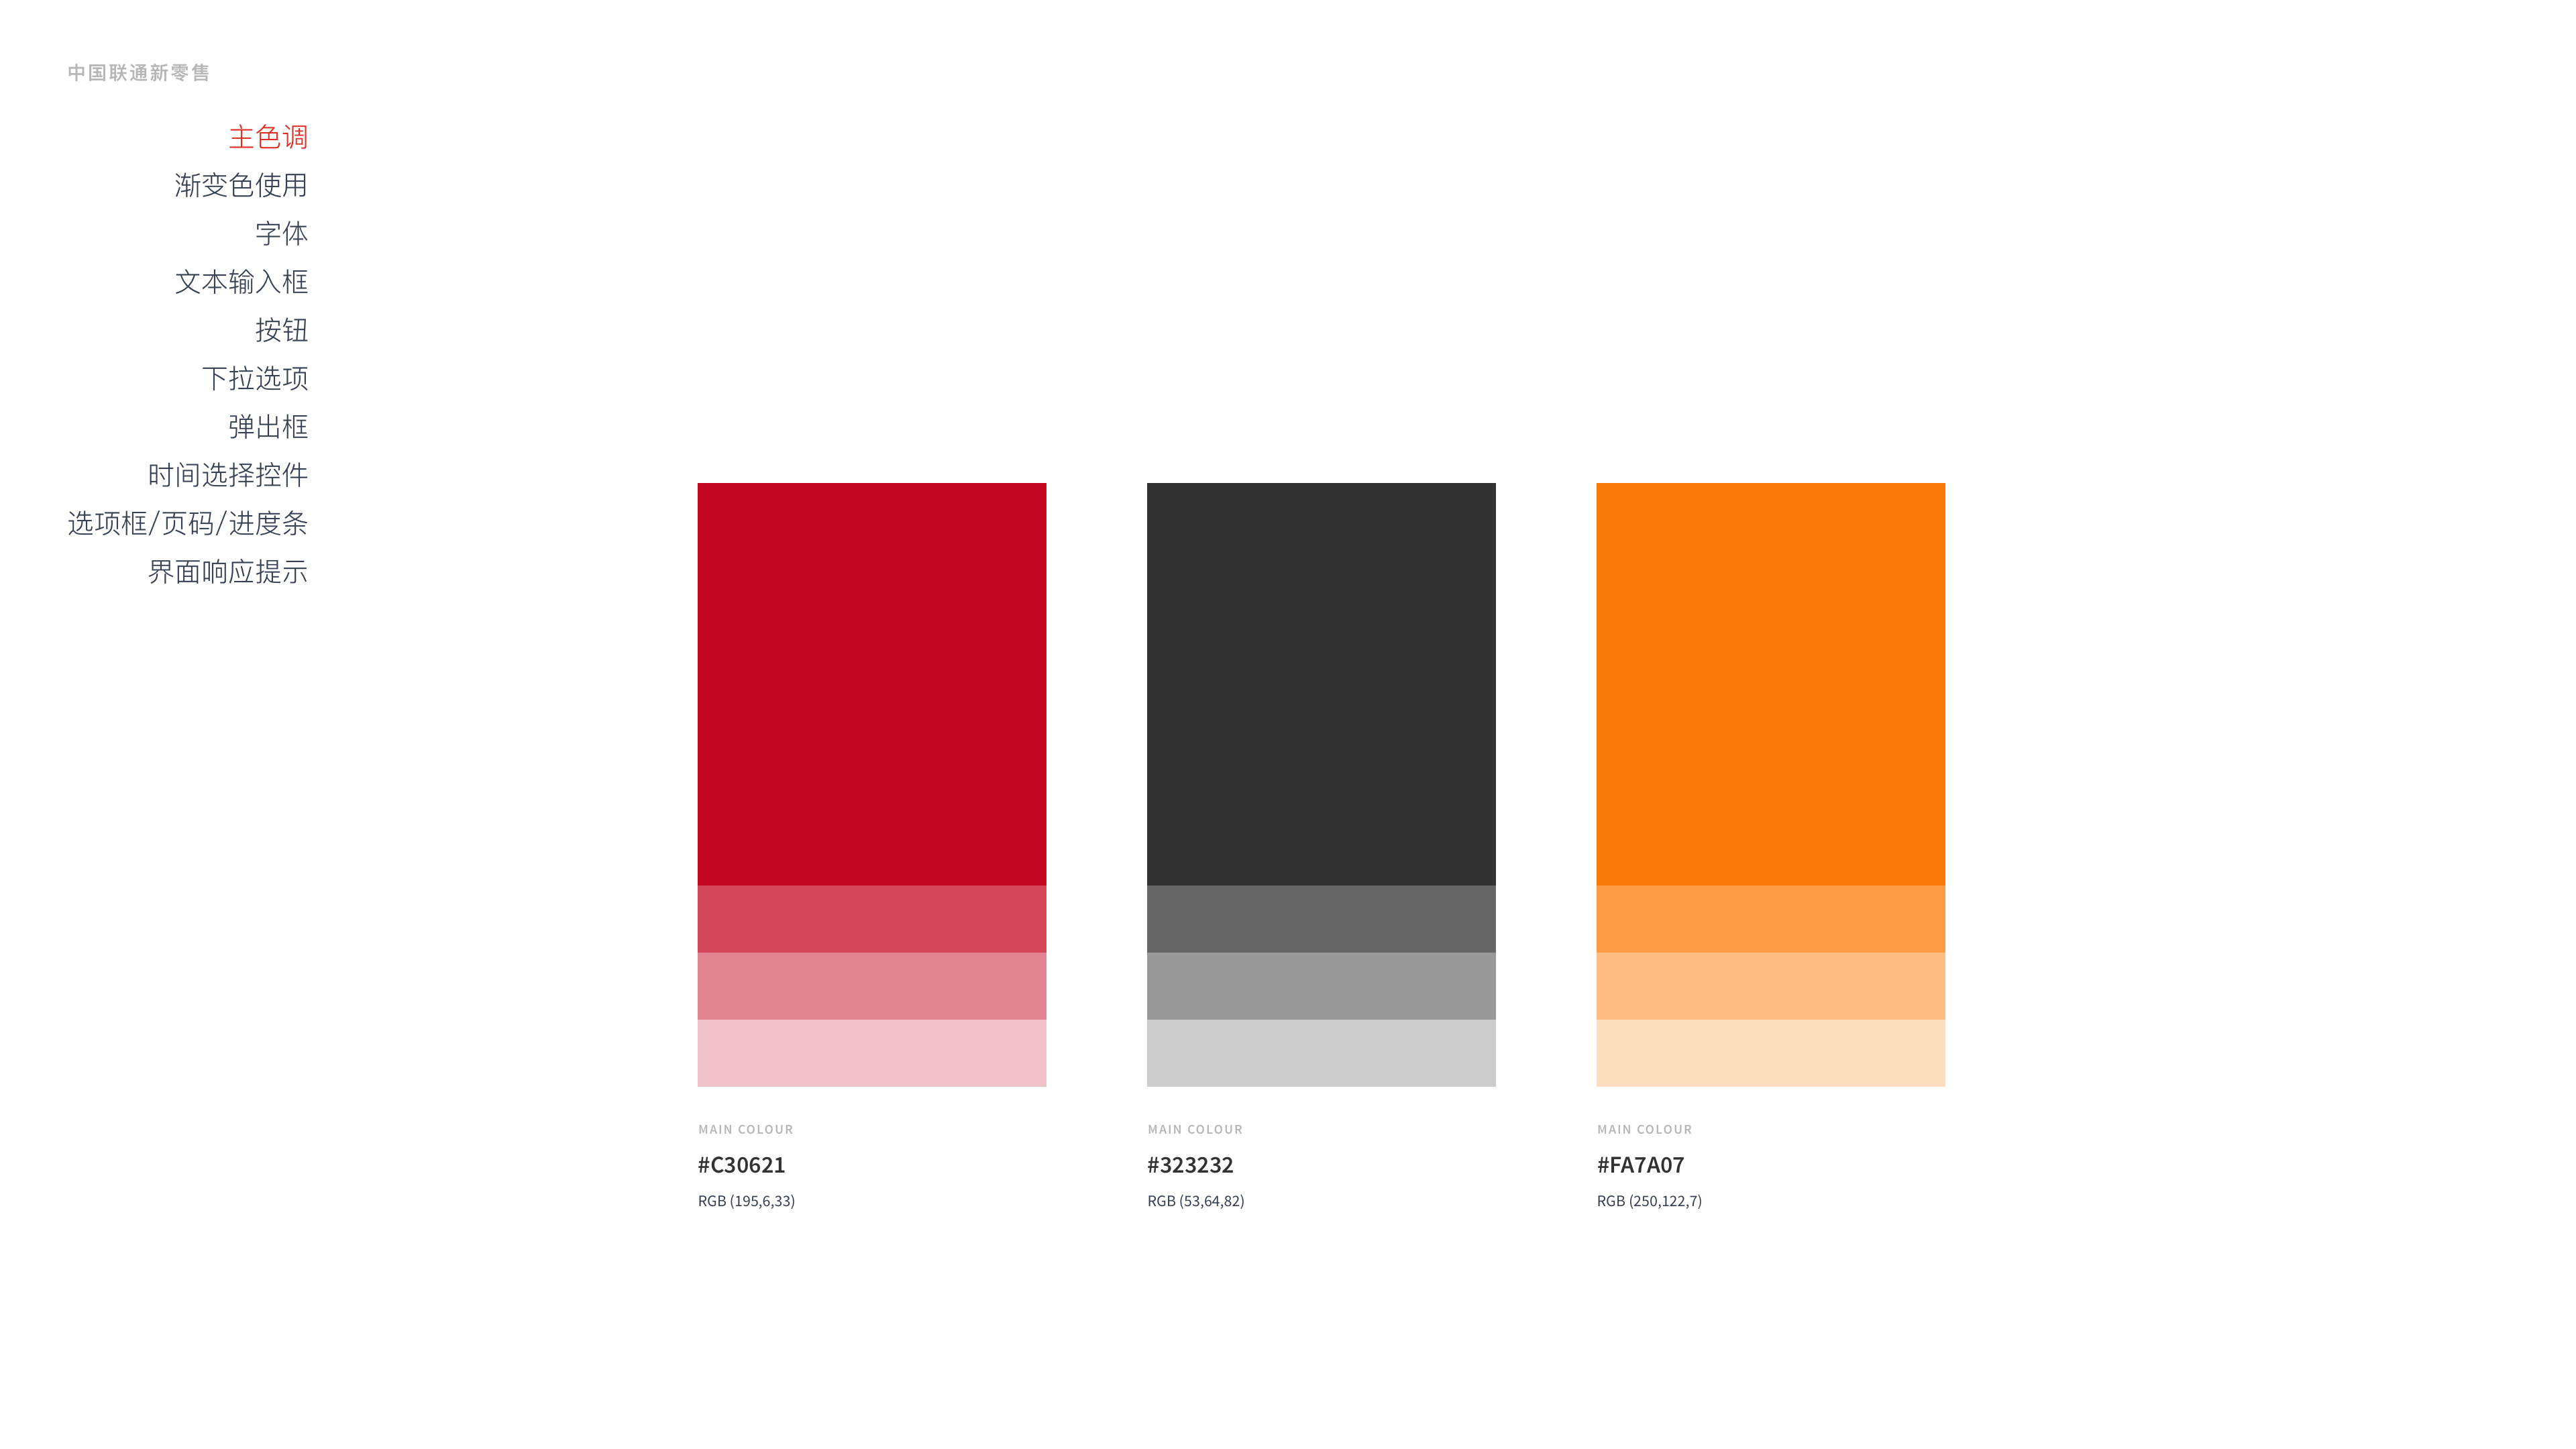 中国联通新零售
主色调
渐变色使用
字体
文本输入框
按钮
下拉选项
弹出框
时间选择控件
选项框/页码/进度条
界面响应提示
MAIN COLOUR
#C30621
RGB (195,6,33)
MAIN COLOUR
#323232
RGB (53,64,82)
MAIN COLOUR
#FA7A07
RGB (250,122,7)